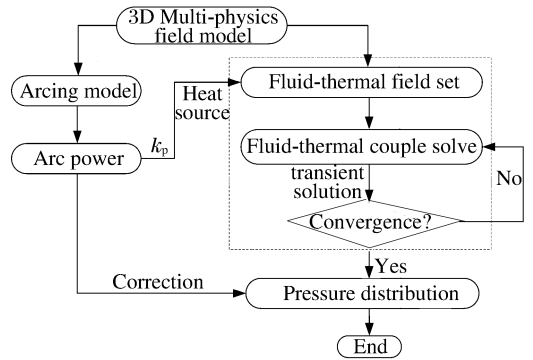 3D Multi-physics
field model
Arcing model
Heat
source
Fluid-thermal field set
Arc power
kp
Fluid-thermal couple solve
transient
solution
No
Convergence?
Yes
Correction
Pressure distribution
End